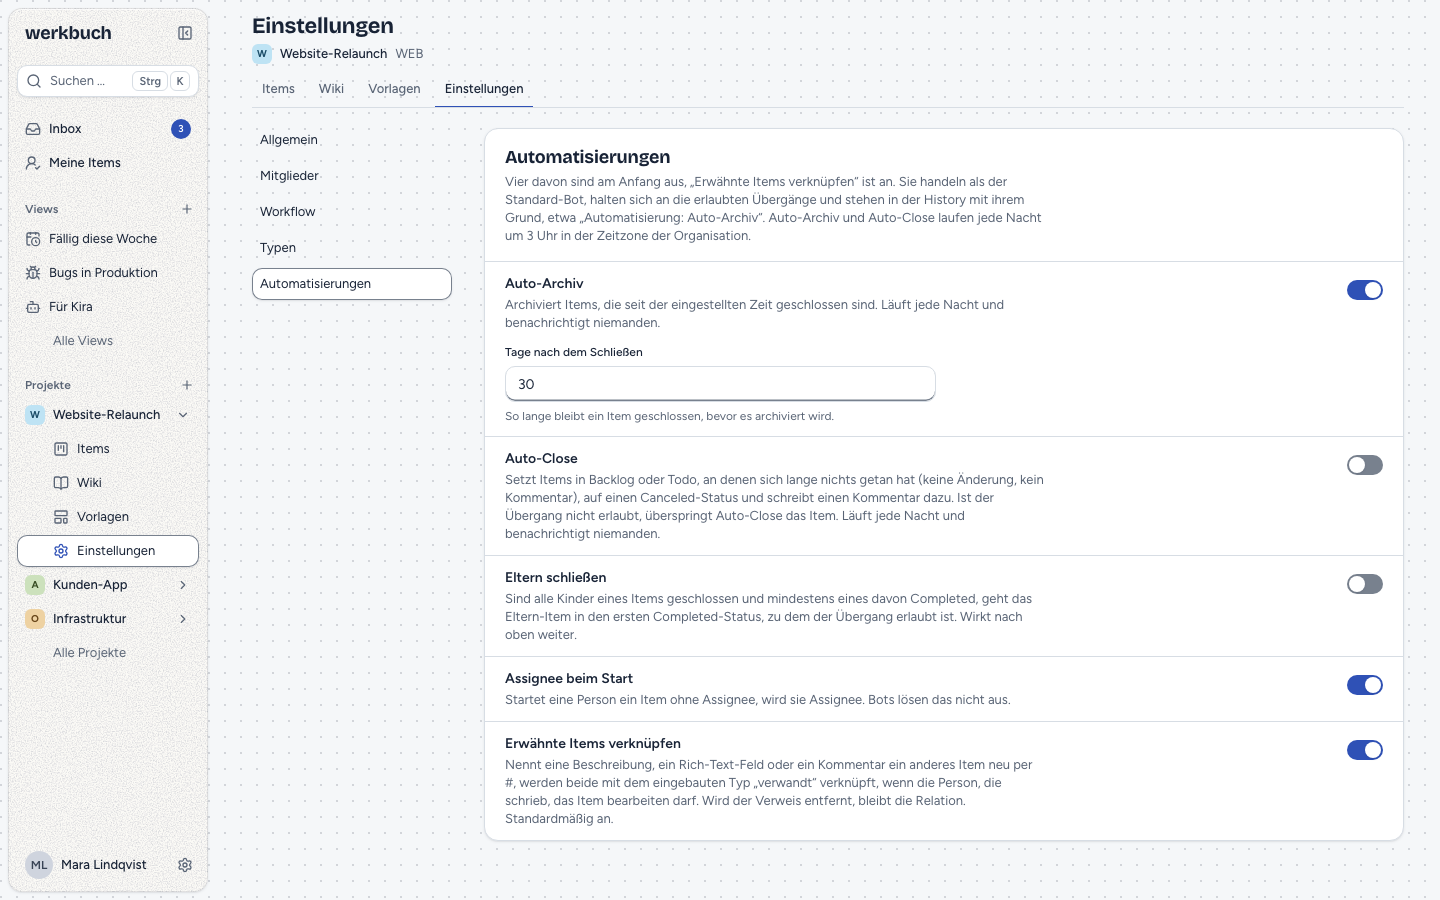 werkbuch
Suchen ...
Strg
K
Inbox
3
Meine Items
Views
Fällig diese Woche
Bugs in Produktion
Für Kira
Alle Views
Projekte
W
Website-Relaunch
Items
Wiki
Vorlagen
Einstellungen
A
Kunden-App
O
Infrastruktur
Alle Projekte
ML
Mara Lindqvist
Einstellungen
W
Website-Relaunch WEB
Items
Wiki
Vorlagen
Einstellungen
Allgemein
Mitglieder
Workflow
Typen
Automatisierungen
Automatisierungen
Vier davon sind am Anfang aus, „Erwähnte Items verknüpfen“ ist an. Sie handeln als der
Standard-Bot, halten sich an die erlaubten Übergänge und stehen in der History mit ihrem
Grund, etwa „Automatisierung: Auto-Archiv“. Auto-Archiv und Auto-Close laufen jede Nacht
um 3 Uhr in der Zeitzone der Organisation.
Auto-Archiv
Archiviert Items, die seit der eingestellten Zeit geschlossen sind. Läuft jede Nacht und
benachrichtigt niemanden.
Tage nach dem Schließen
30
So lange bleibt ein Item geschlossen, bevor es archiviert wird.
Auto-Close
Setzt Items in Backlog oder Todo, an denen sich lange nichts getan hat (keine Änderung, kein
Kommentar), auf einen Canceled-Status und schreibt einen Kommentar dazu. Ist der
Übergang nicht erlaubt, überspringt Auto-Close das Item. Läuft jede Nacht und
benachrichtigt niemanden.
Eltern schließen
Sind alle Kinder eines Items geschlossen und mindestens eines davon Completed, geht das
Eltern-Item in den ersten Completed-Status, zu dem der Übergang erlaubt ist. Wirkt nach
oben weiter.
Assignee beim Start
Startet eine Person ein Item ohne Assignee, wird sie Assignee. Bots lösen das nicht aus.
Erwähnte Items verknüpfen
Nennt eine Beschreibung, ein Rich-Text-Feld oder ein Kommentar ein anderes Item neu per
#, werden beide mit dem eingebauten Typ „verwandt“ verknüpft, wenn die Person, die
schrieb, das Item bearbeiten darf. Wird der Verweis entfernt, bleibt die Relation.
Standardmäßig an.